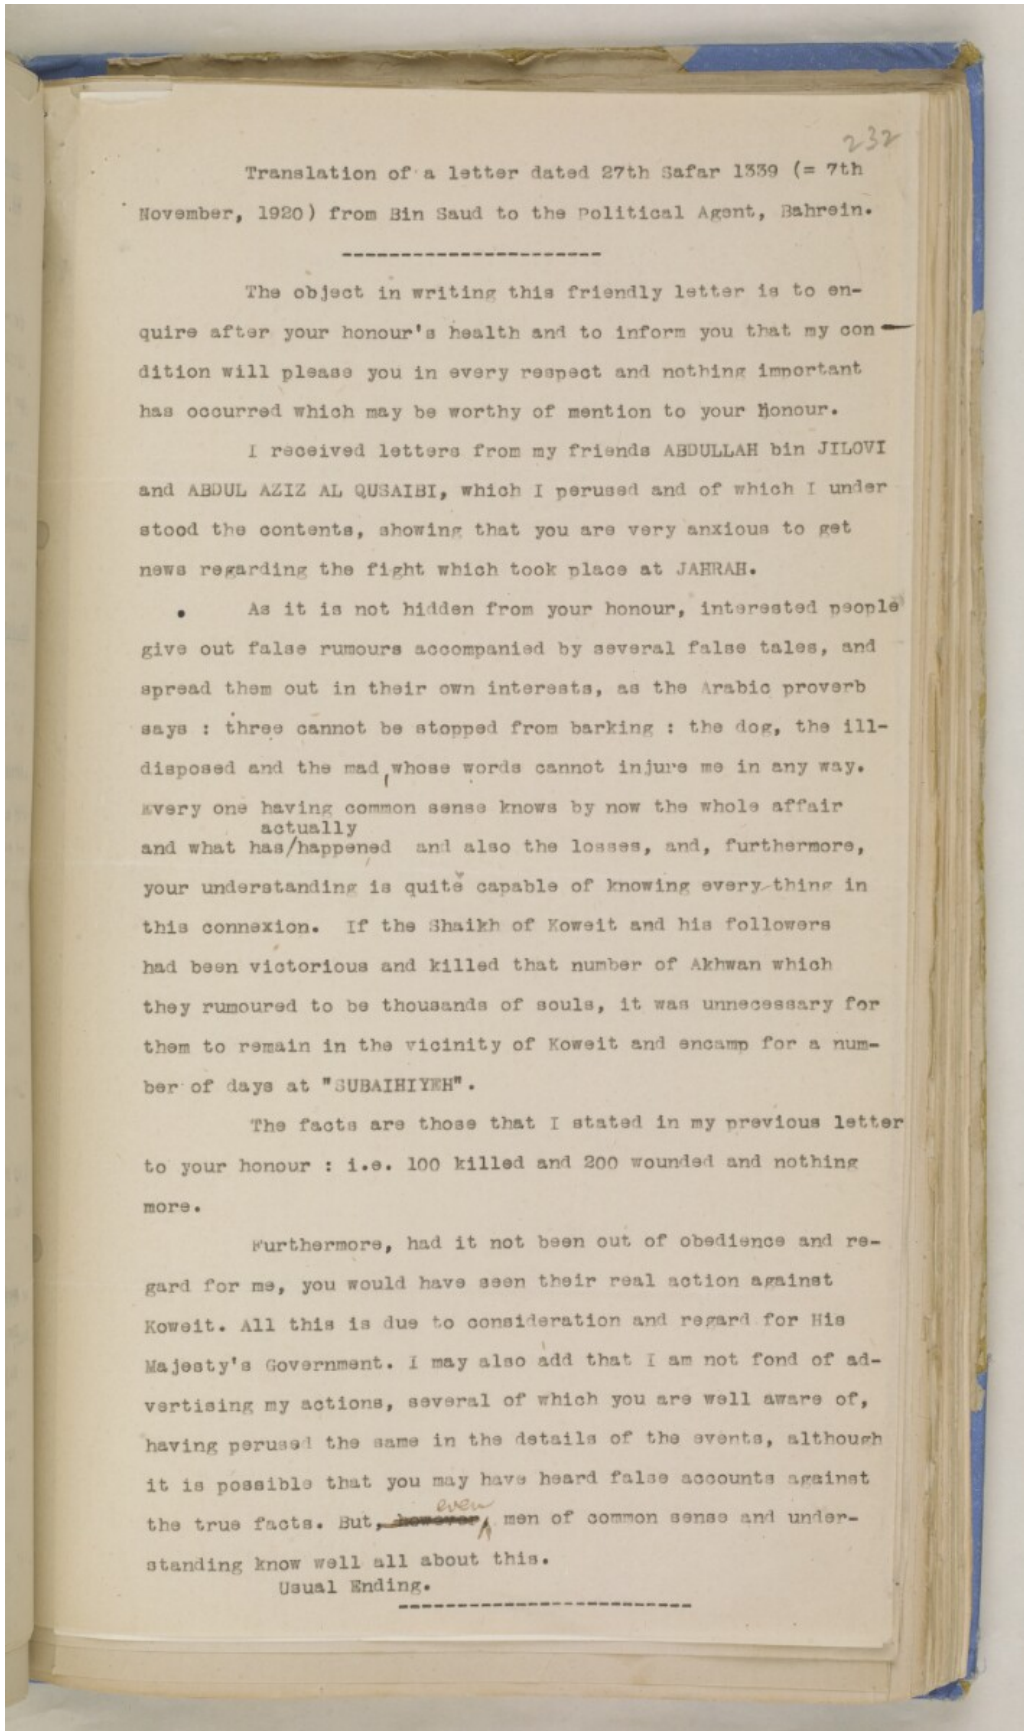 232
Translation of a letter dated 27th Safar 1339 (= 7th
November, 1920) from Bin Saud to the Political Agent, Bahrein.
----------------------
The object in writing this friendly letter is to en-
quire after your honour's health and to inform you that my con-
dition will please you in every respect and nothing important
has occurred which may be worthy of mention to your Honour.
I received letters from my friends ABDULLAH bin JILOVI
and ABDUL AZIZ AL QUSAIBI, which I perused and of which I under
stood the contents, showing that you are very anxious to get
news regarding the fight which took place at JAHRAH.
As it is not hidden from your honour, interested people
give out false rumours accompanied by several false tales, and
spread them out in their own interests, as the Arabic proverb
says : three cannot be stopped from barking : the dog, the ill-
disposed and the mad, whose words cannot injure me in any way.
Every one having common sense knows by now the whole affair
actually
and what has/happened and also the losses, and, furthermore,
your understanding is quite capable of knowing every-thing in
this connexion. If the Shaikh of Koweit and his followers
had been victorious and killed that number of Akhwan which
they rumoured to be thousands of souls, it was unnecessary for
them to remain in the vicinity of Koweit and encamp for a num-
ber of days at "SUBAIHIYEH".
The facts are those that I stated in my previous letter
to your honour : i.e. 100 killed and 200 wounded and nothing
more.
Furthermore, had it not been out of obedience and re-
gard for me, you would have seen their real action against
Koweit. All this is due to consideration and regard for His
Majesty's Government. I may also add that I am not fond of ad-
vertising my actions, several of which you are well aware of,
having perused the same in the details of the events, although
it is possible that you may have heard false accounts against
even
the true facts. But, however, men of common sense and under-
standing know well all about this.
Usual Ending.
-------------------------